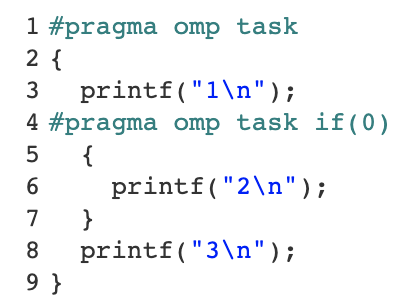 1 #pragma omp task
2 {
3   printf("1\n");
4 #pragma omp task if(0)
5   {
6     printf("2\n");
7   }
8   printf("3\n");
9 }